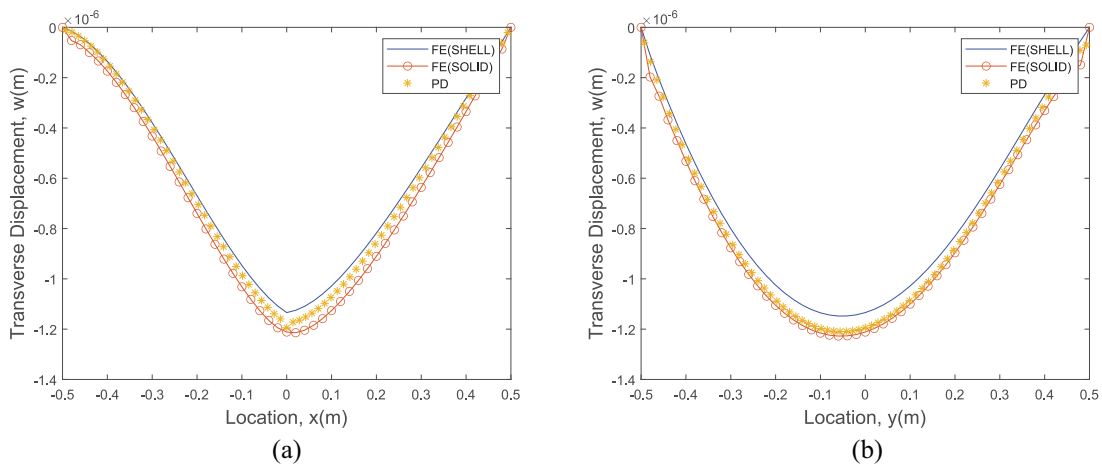 ×10⁻⁶
0
-0.2
-0.4
-0.6
-0.8
-1
-1.2
-1.4
Transverse Displacement, w(m)
FE(SHELL)
FE(SOLID)
PD
-0.5 -0.4 -0.3 -0.2 -0.1 0 0.1 0.2 0.3 0.4 0.5
Location, x(m)
(a)
×10⁻⁶
0
-0.2
-0.4
-0.6
-0.8
-1
-1.2
-1.4
Transverse Displacement, w(m)
FE(SHELL)
FE(SOLID)
PD
-0.5 -0.4 -0.3 -0.2 -0.1 0 0.1 0.2 0.3 0.4 0.5
Location, y(m)
(b)